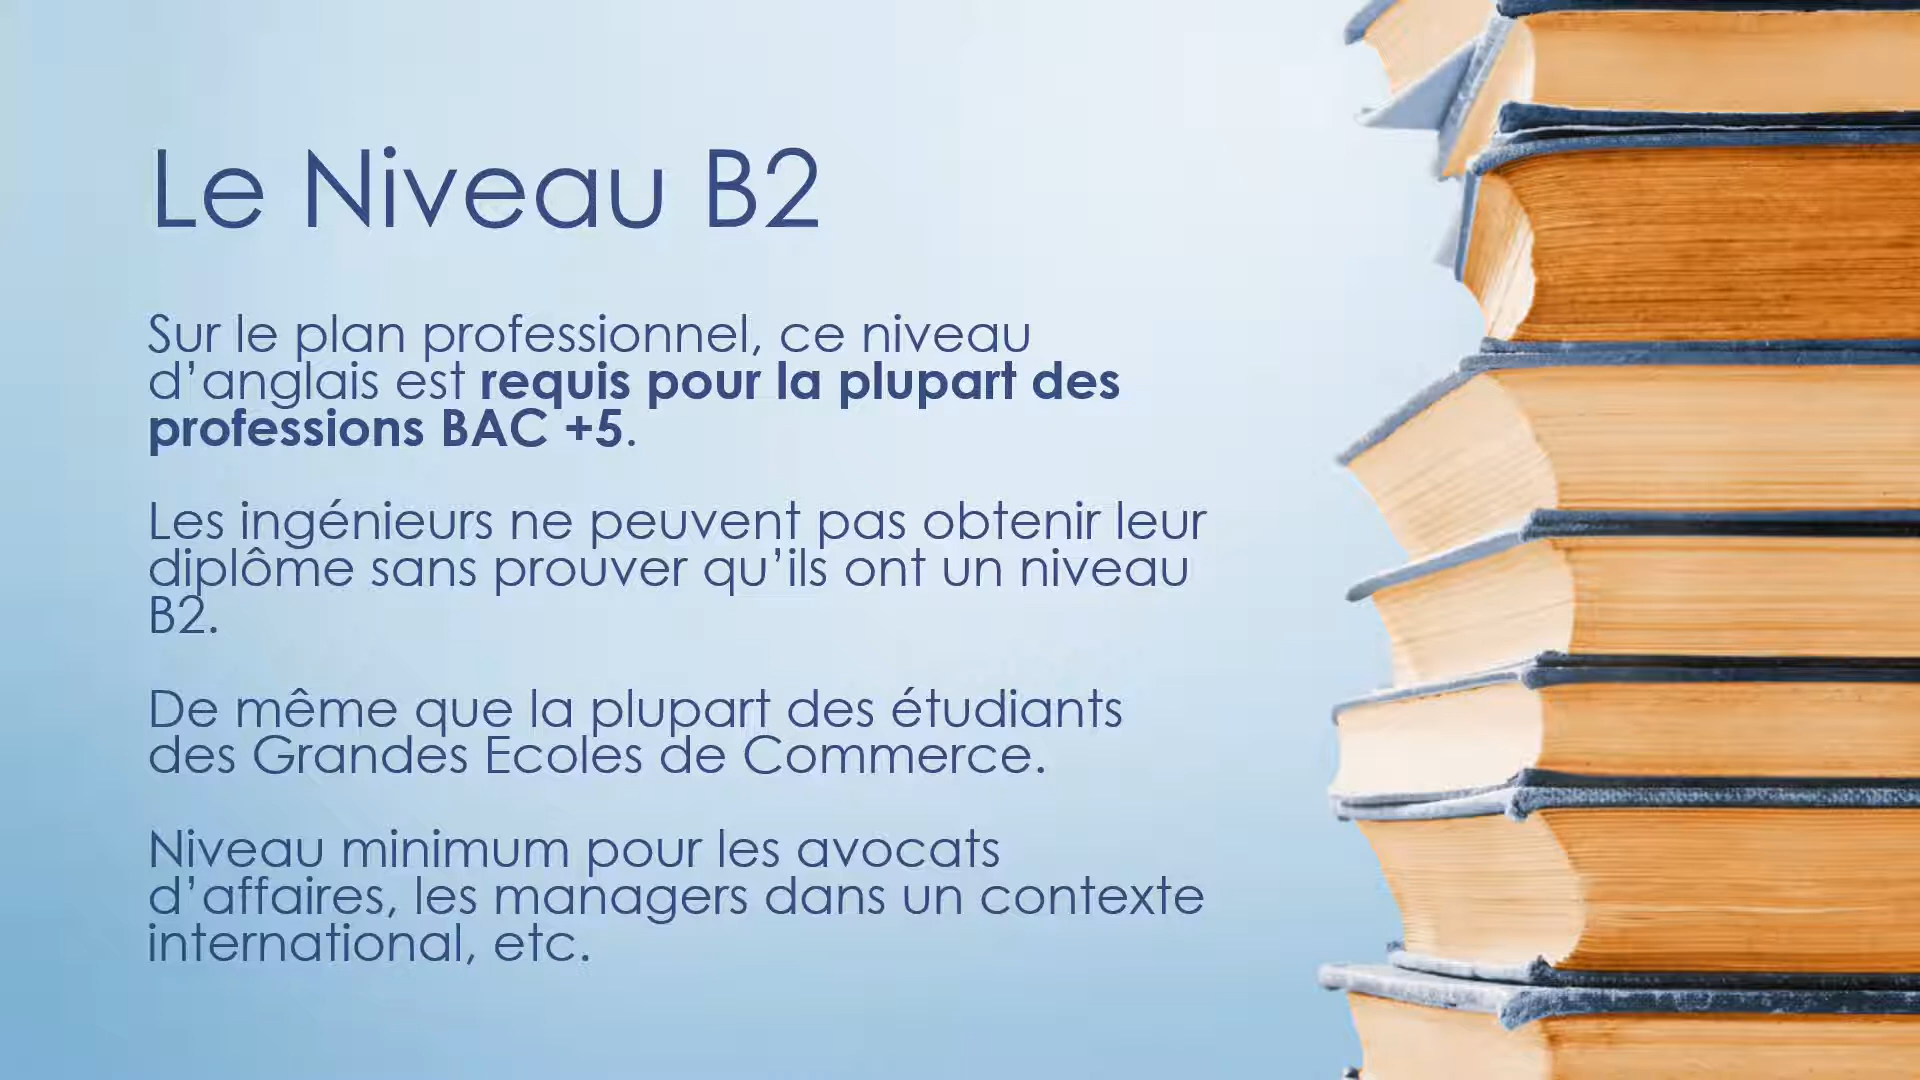 Le Niveau B2
Sur le plan professionnel, ce niveau
d’anglais est requis pour la plupart des
professions BAC +5.
Les ingénieurs ne peuvent pas obtenir leur
diplôme sans prouver qu’ils ont un niveau
B2.
De même que la plupart des étudiants
des Grandes Ecoles de Commerce.
Niveau minimum pour les avocats
d’affaires, les managers dans un contexte
international, etc.